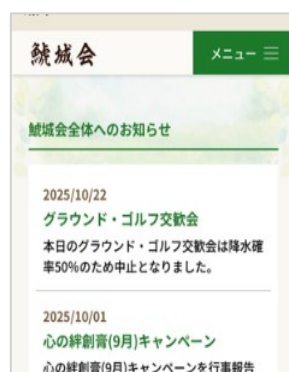 鯱城会
メニュー
鯱城会全体へのお知らせ
2025/10/22
グラウンド・ゴルフ交歓会
本日のグラウンド・ゴルフ交歓会は降水確
率50%のため中止となりました。
2025/10/01
心の絆創膏(9月)キャンペーン
心の絆創膏(9月)キャンペーンを行事報告